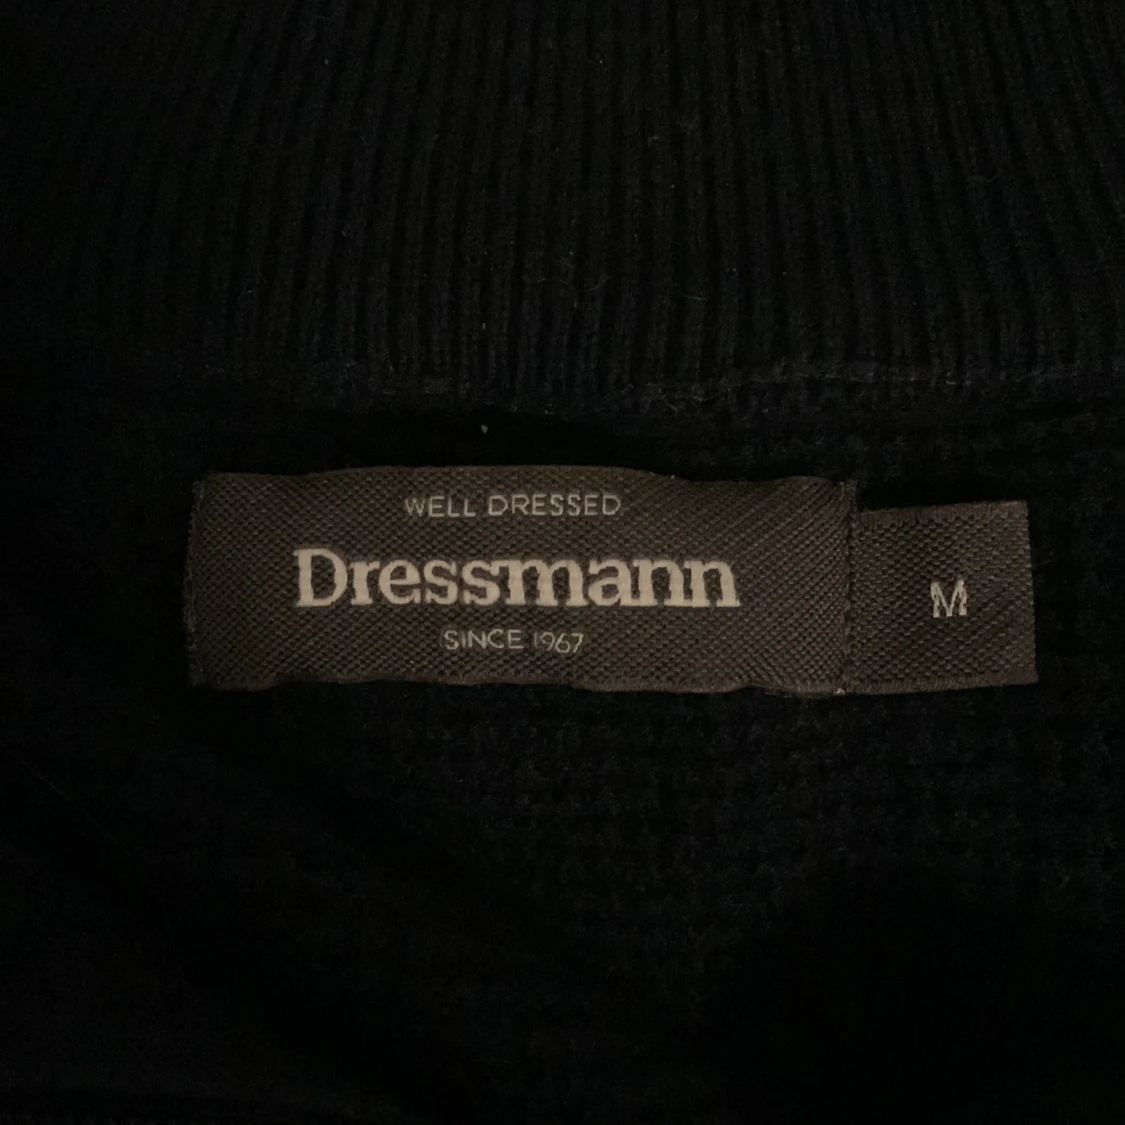 WELL DRESSED
Dressmann
SINCE 1967
M